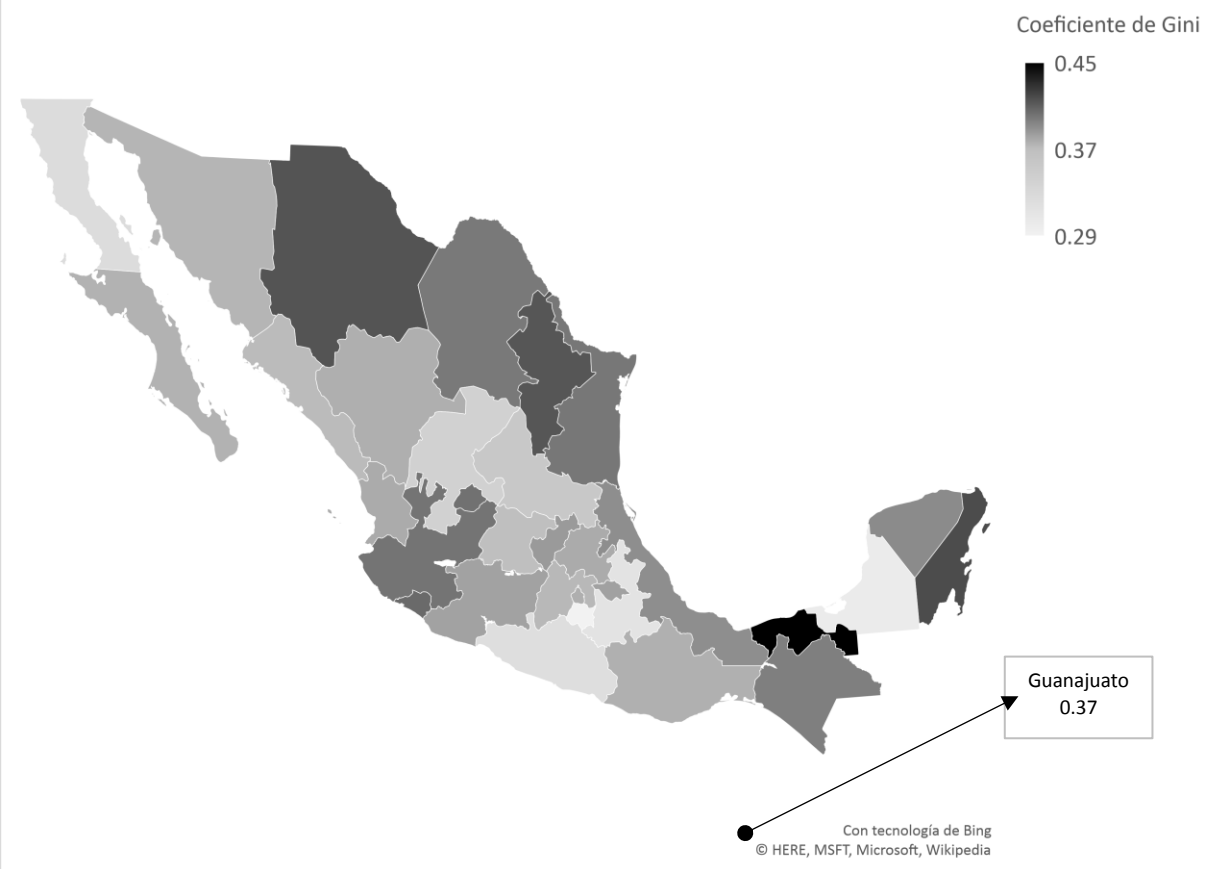 Coeficiente de Gini
0.45
0.37
0.29
Guanajuato
0.37
Con tecnología de Bing
© HERE, MSFT, Microsoft, Wikipedia